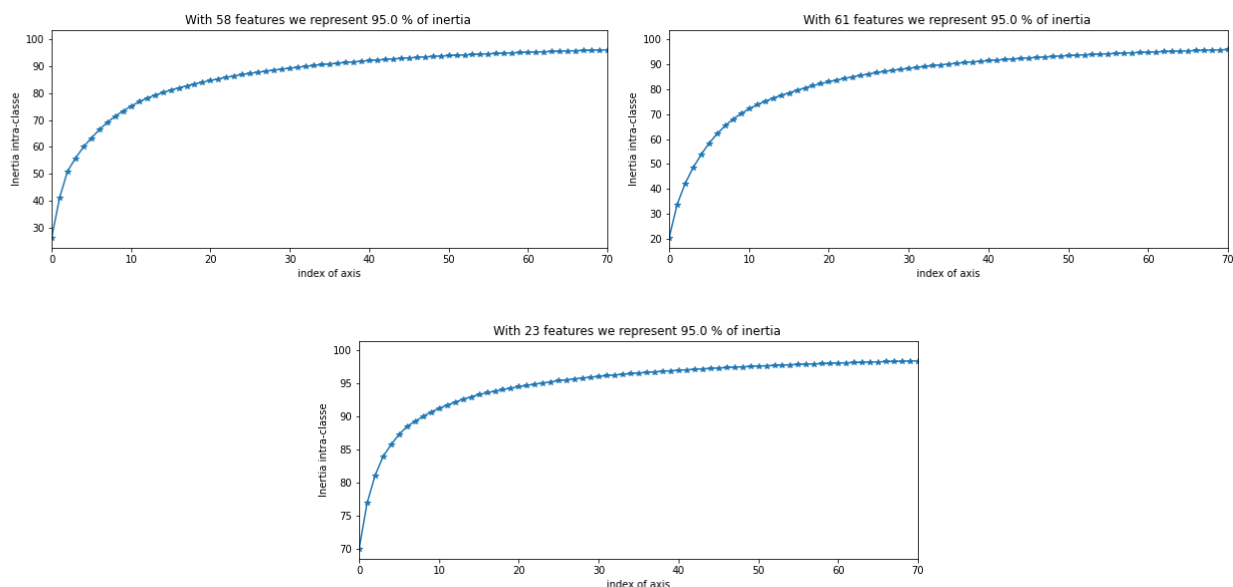 With 58 features we represent 95.0 % of inertia
100
90
80
70
60
50
40
30
Inertia intra-classe
0 10 20 30 40 50 60 70
index of axis
With 61 features we represent 95.0 % of inertia
100
90
80
70
60
50
40
30
20
Inertia intra-classe
0 10 20 30 40 50 60 70
index of axis
With 23 features we represent 95.0 % of inertia
100
95
90
85
80
75
70
Inertia intra-classe
0 10 20 30 40 50 60 70
index of axis